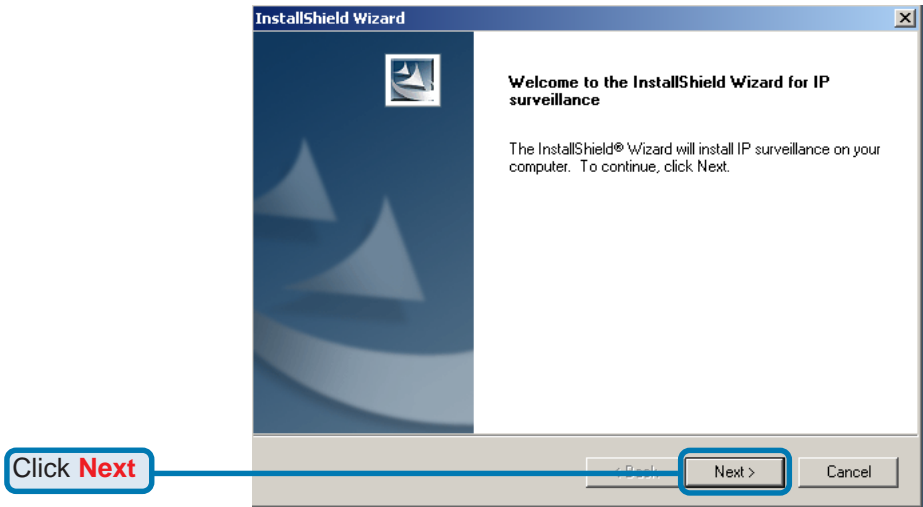 InstallShield Wizard
Welcome to the InstallShield Wizard for IP
surveillance
The InstallShield® Wizard will install IP surveillance on your
computer. To continue, click Next.
Click Next
< Back
Next >
Cancel